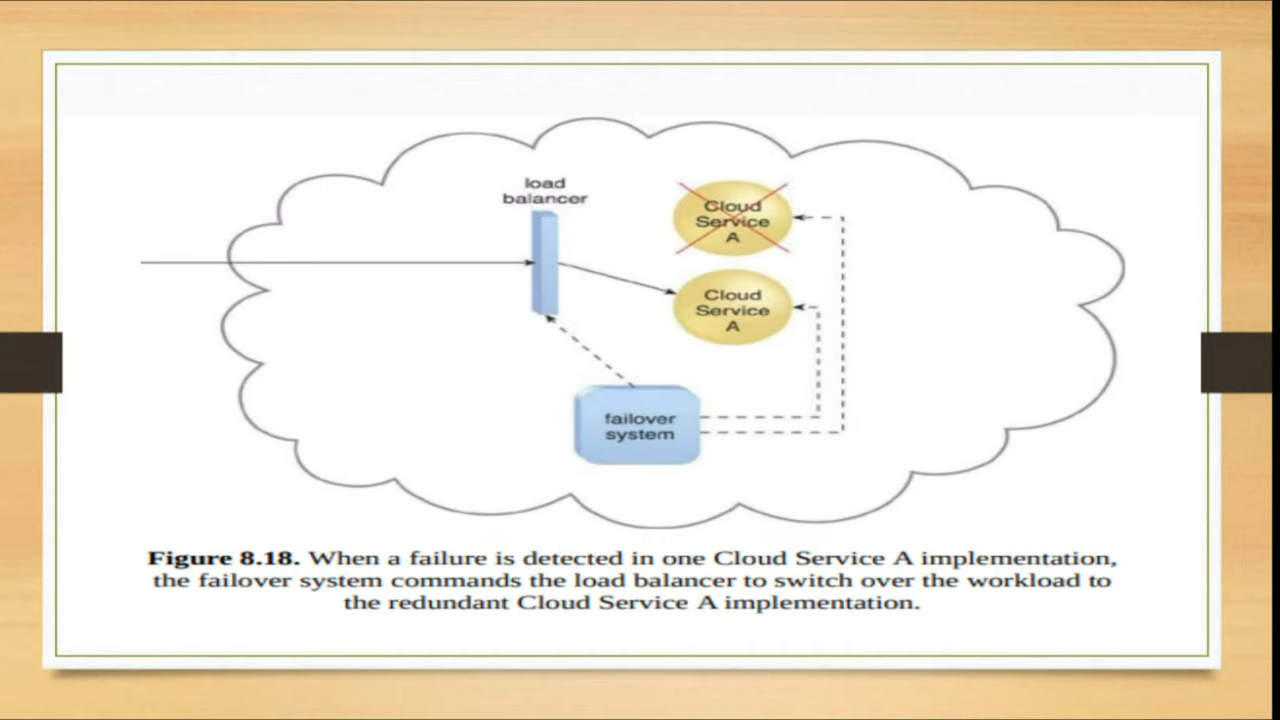 load
balancer
Cloud
Service
A
Cloud
Service
A
failover
system
Figure 8.18. When a failure is detected in one Cloud Service A implementation,
the failover system commands the load balancer to switch over the workload to
the redundant Cloud Service A implementation.